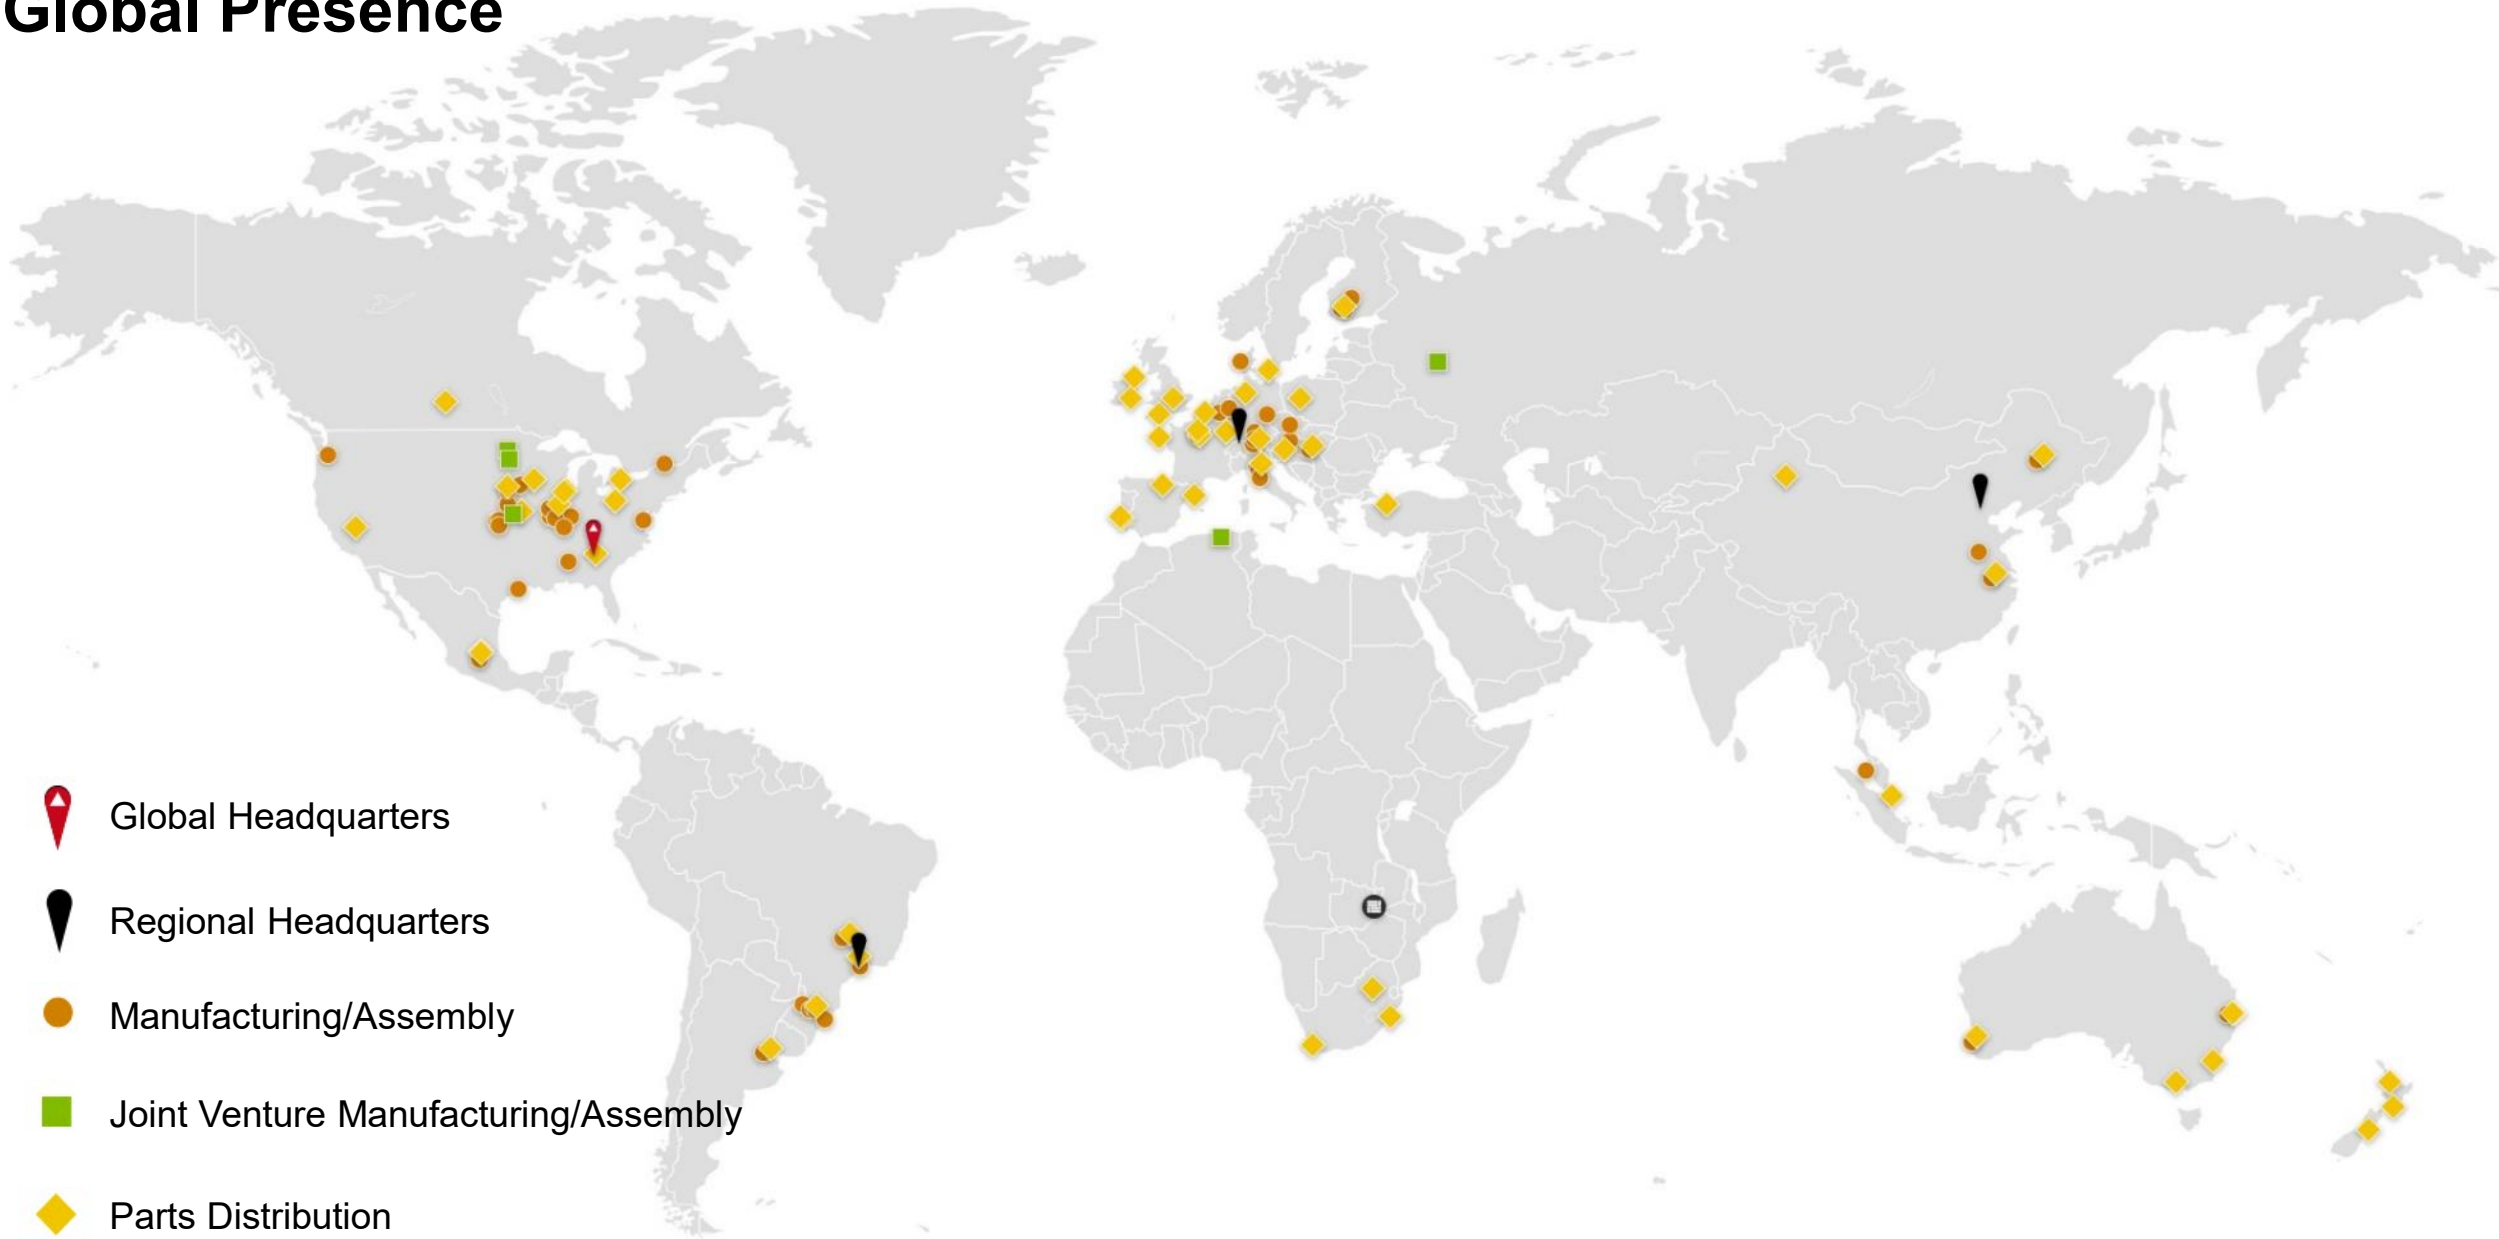 Global Presence
Global Headquarters
Regional Headquarters
Manufacturing/Assembly
Joint Venture Manufacturing/Assembly
Parts Distribution